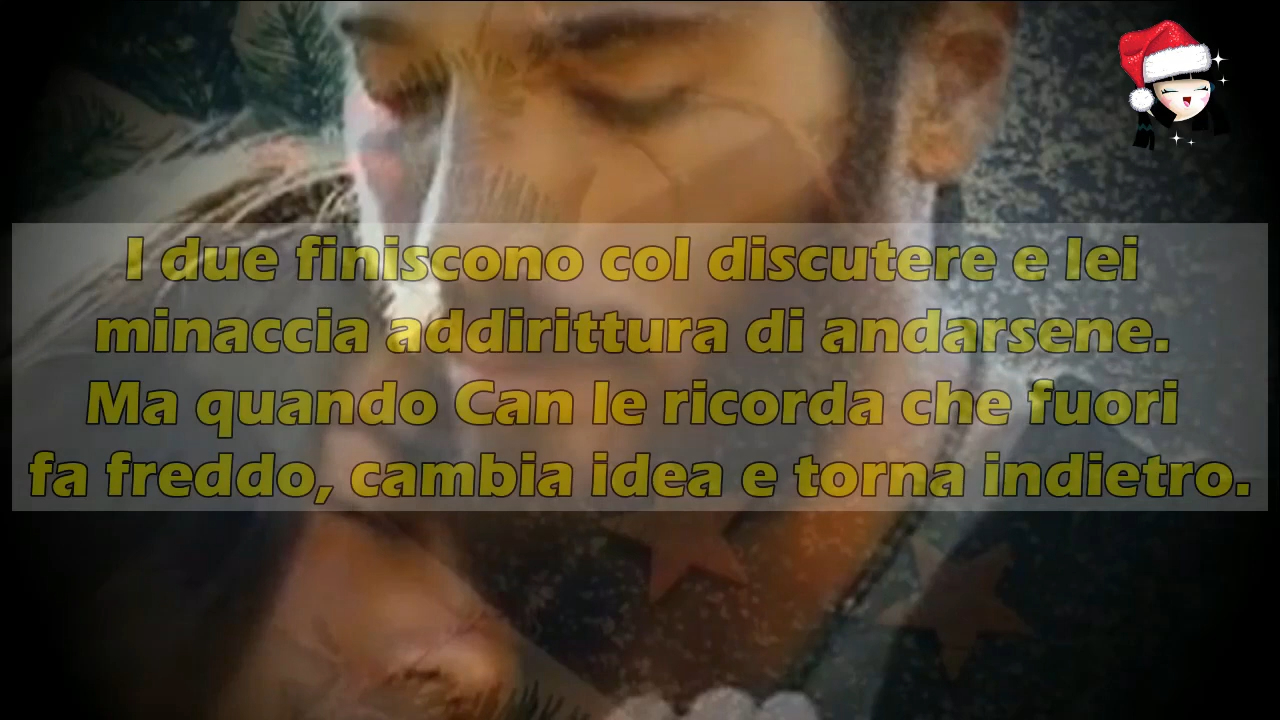 I due finiscono col discutere e lei
minaccia addirittura di andarsene.
Ma quando Can le ricorda che fuori
fa freddo, cambia idea e torna indietro.